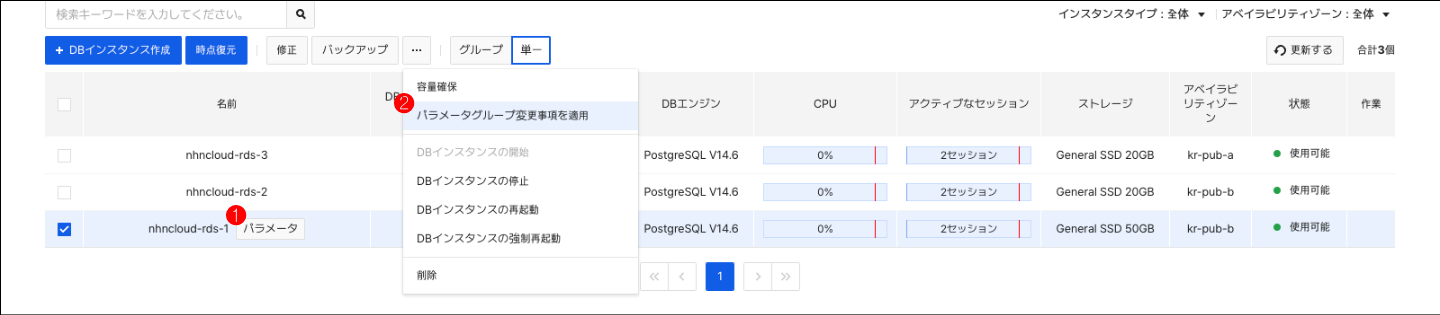 検索キーワードを入力してください。
インスタンスタイプ : 全体 ▼ | アベイラビリティゾーン : 全体 ▼
+ DBインスタンス作成 時点復元 修正 バックアップ ... グループ 単一 更新する 合計3個
容量確保
2 パラメータグループ変更事項を適用
DBインスタンスの開始
DBインスタンスの停止
DBインスタンスの再起動
DBインスタンスの強制再起動
削除
名前 DB DBエンジン CPU アクティブなセッション ストレージ アベイラビリティゾーン 状態 作業
nhncloud-rds-3 PostgreSQL V14.6 0% 2セッション General SSD 20GB kr-pub-a 使用可能
nhncloud-rds-2 PostgreSQL V14.6 0% 2セッション General SSD 20GB kr-pub-b 使用可能
1
nhncloud-rds-1 パラメータ PostgreSQL V14.6 0% 2セッション General SSD 50GB kr-pub-b 使用可能
« ‹ 1 › »